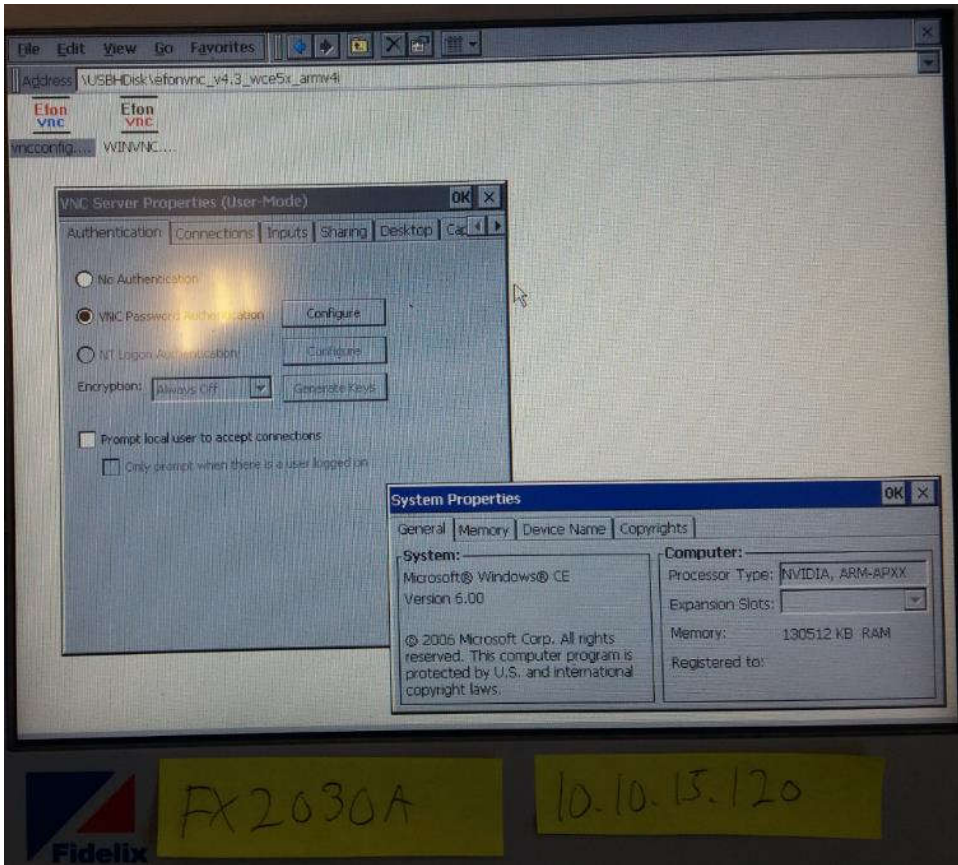 File Edit View Go Favorites
Address \USBHDisk\efonvnc_v4.3_wce5x_armv4i
Efon
vnc
vncconfig....
Efon
vnc
WINVNC....
VNC Server Properties (User-Mode) OK
Authentication Connections Inputs Sharing Desktop
No Authentication
VNC Password Authentication Configure
NT Logon Authentication Configure
Encryption: Always Off Generate Keys
Prompt local user to accept connections
Only prompt when there is a user logged on
System Properties OK
General Memory Device Name Copyrights
System:
Microsoft® Windows® CE
Version 6.00
© 2006 Microsoft Corp. All rights
reserved. This computer program is
protected by U.S. and international
copyright laws.
Computer:
Processor Type: NVIDIA, ARM-APXX
Expansion Slots:
Memory: 130512 KB RAM
Registered to:
Fidelix
FX2030A
10.10.15.120